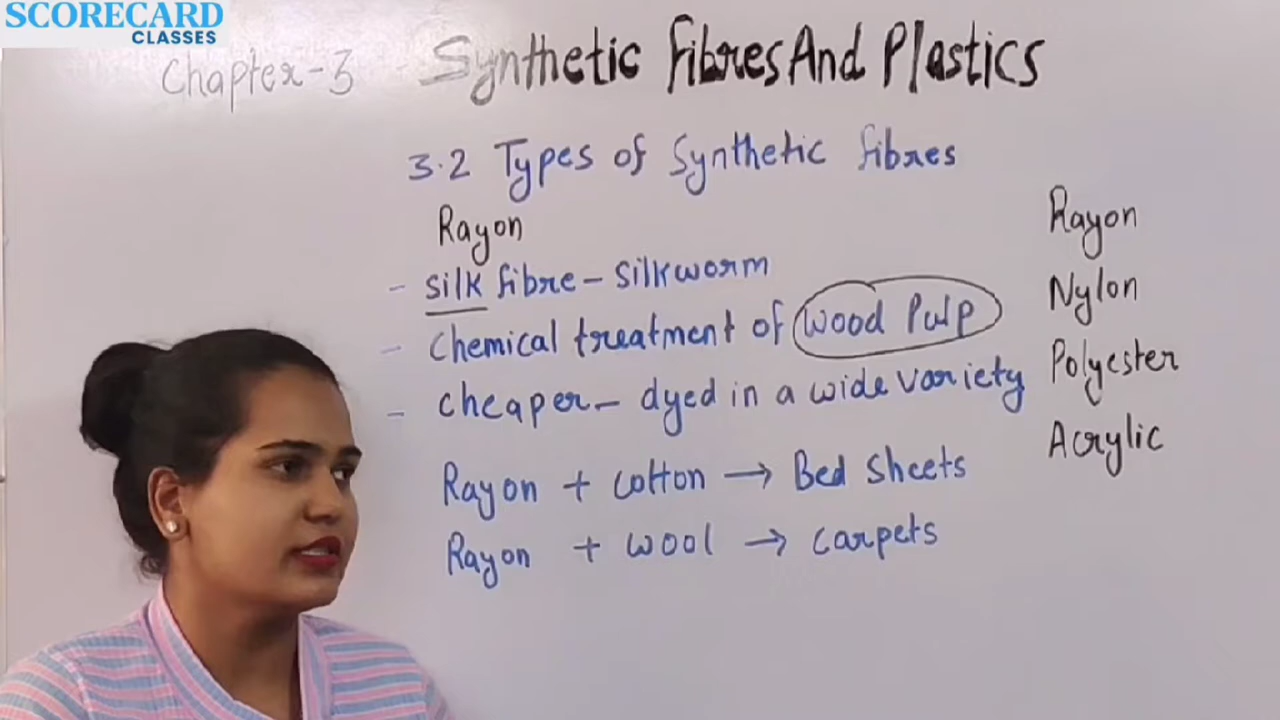 SCORECARD
CLASSES
Chapter-3 Synthetic Fibres And Plastics
3.2 Types of Synthetic fibres
Rayon
- silk fibre - silkworm
- chemical treatment of wood Pulp
- cheaper - dyed in a wide variety
Rayon + cotton → Bed Sheets
Rayon + wool → carpets
Rayon
Nylon
Polyester
Acrylic